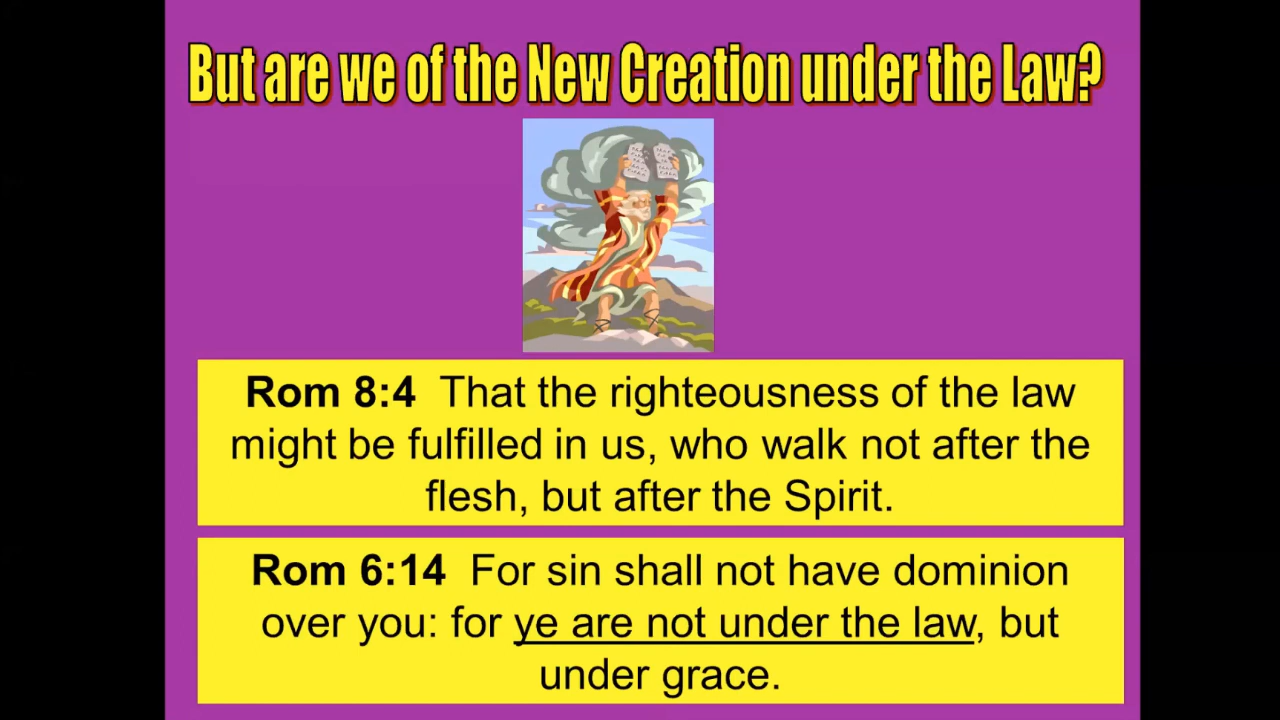 But are we of the New Creation under the Law?
Rom 8:4 That the righteousness of the law
might be fulfilled in us, who walk not after the
flesh, but after the Spirit.
Rom 6:14 For sin shall not have dominion
over you: for ye are not under the law, but
under grace.